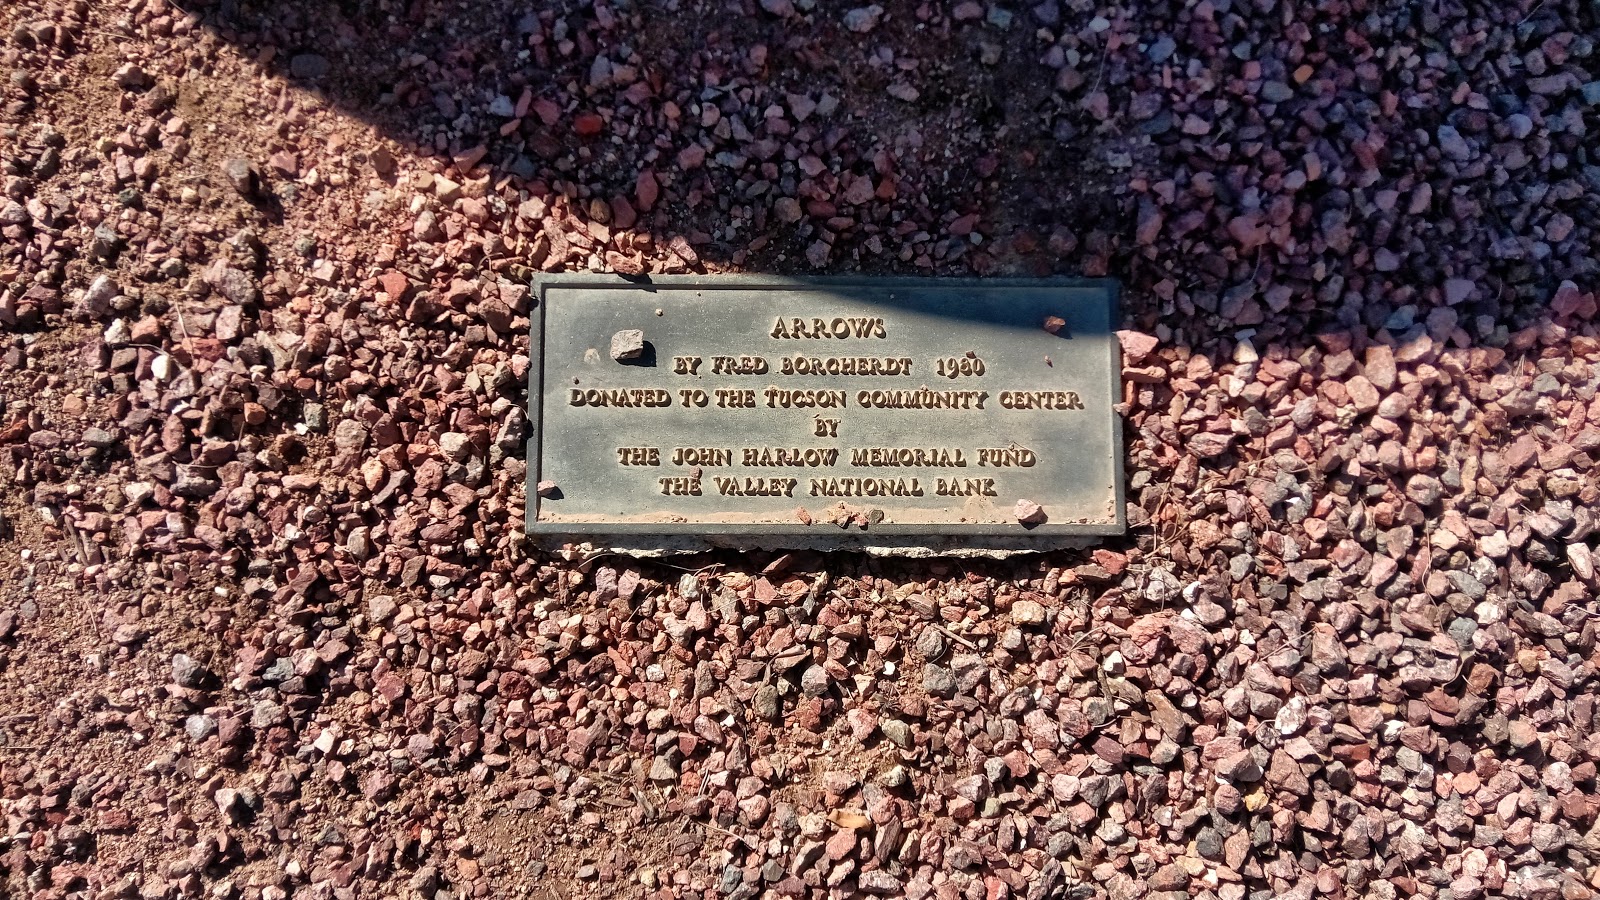 ARROWS
BY FRED BORCHERDT 1980
DONATED TO THE TUCSON COMMUNITY CENTER
BY
THE JOHN HARLOW MEMORIAL FUND
THE VALLEY NATIONAL BANK